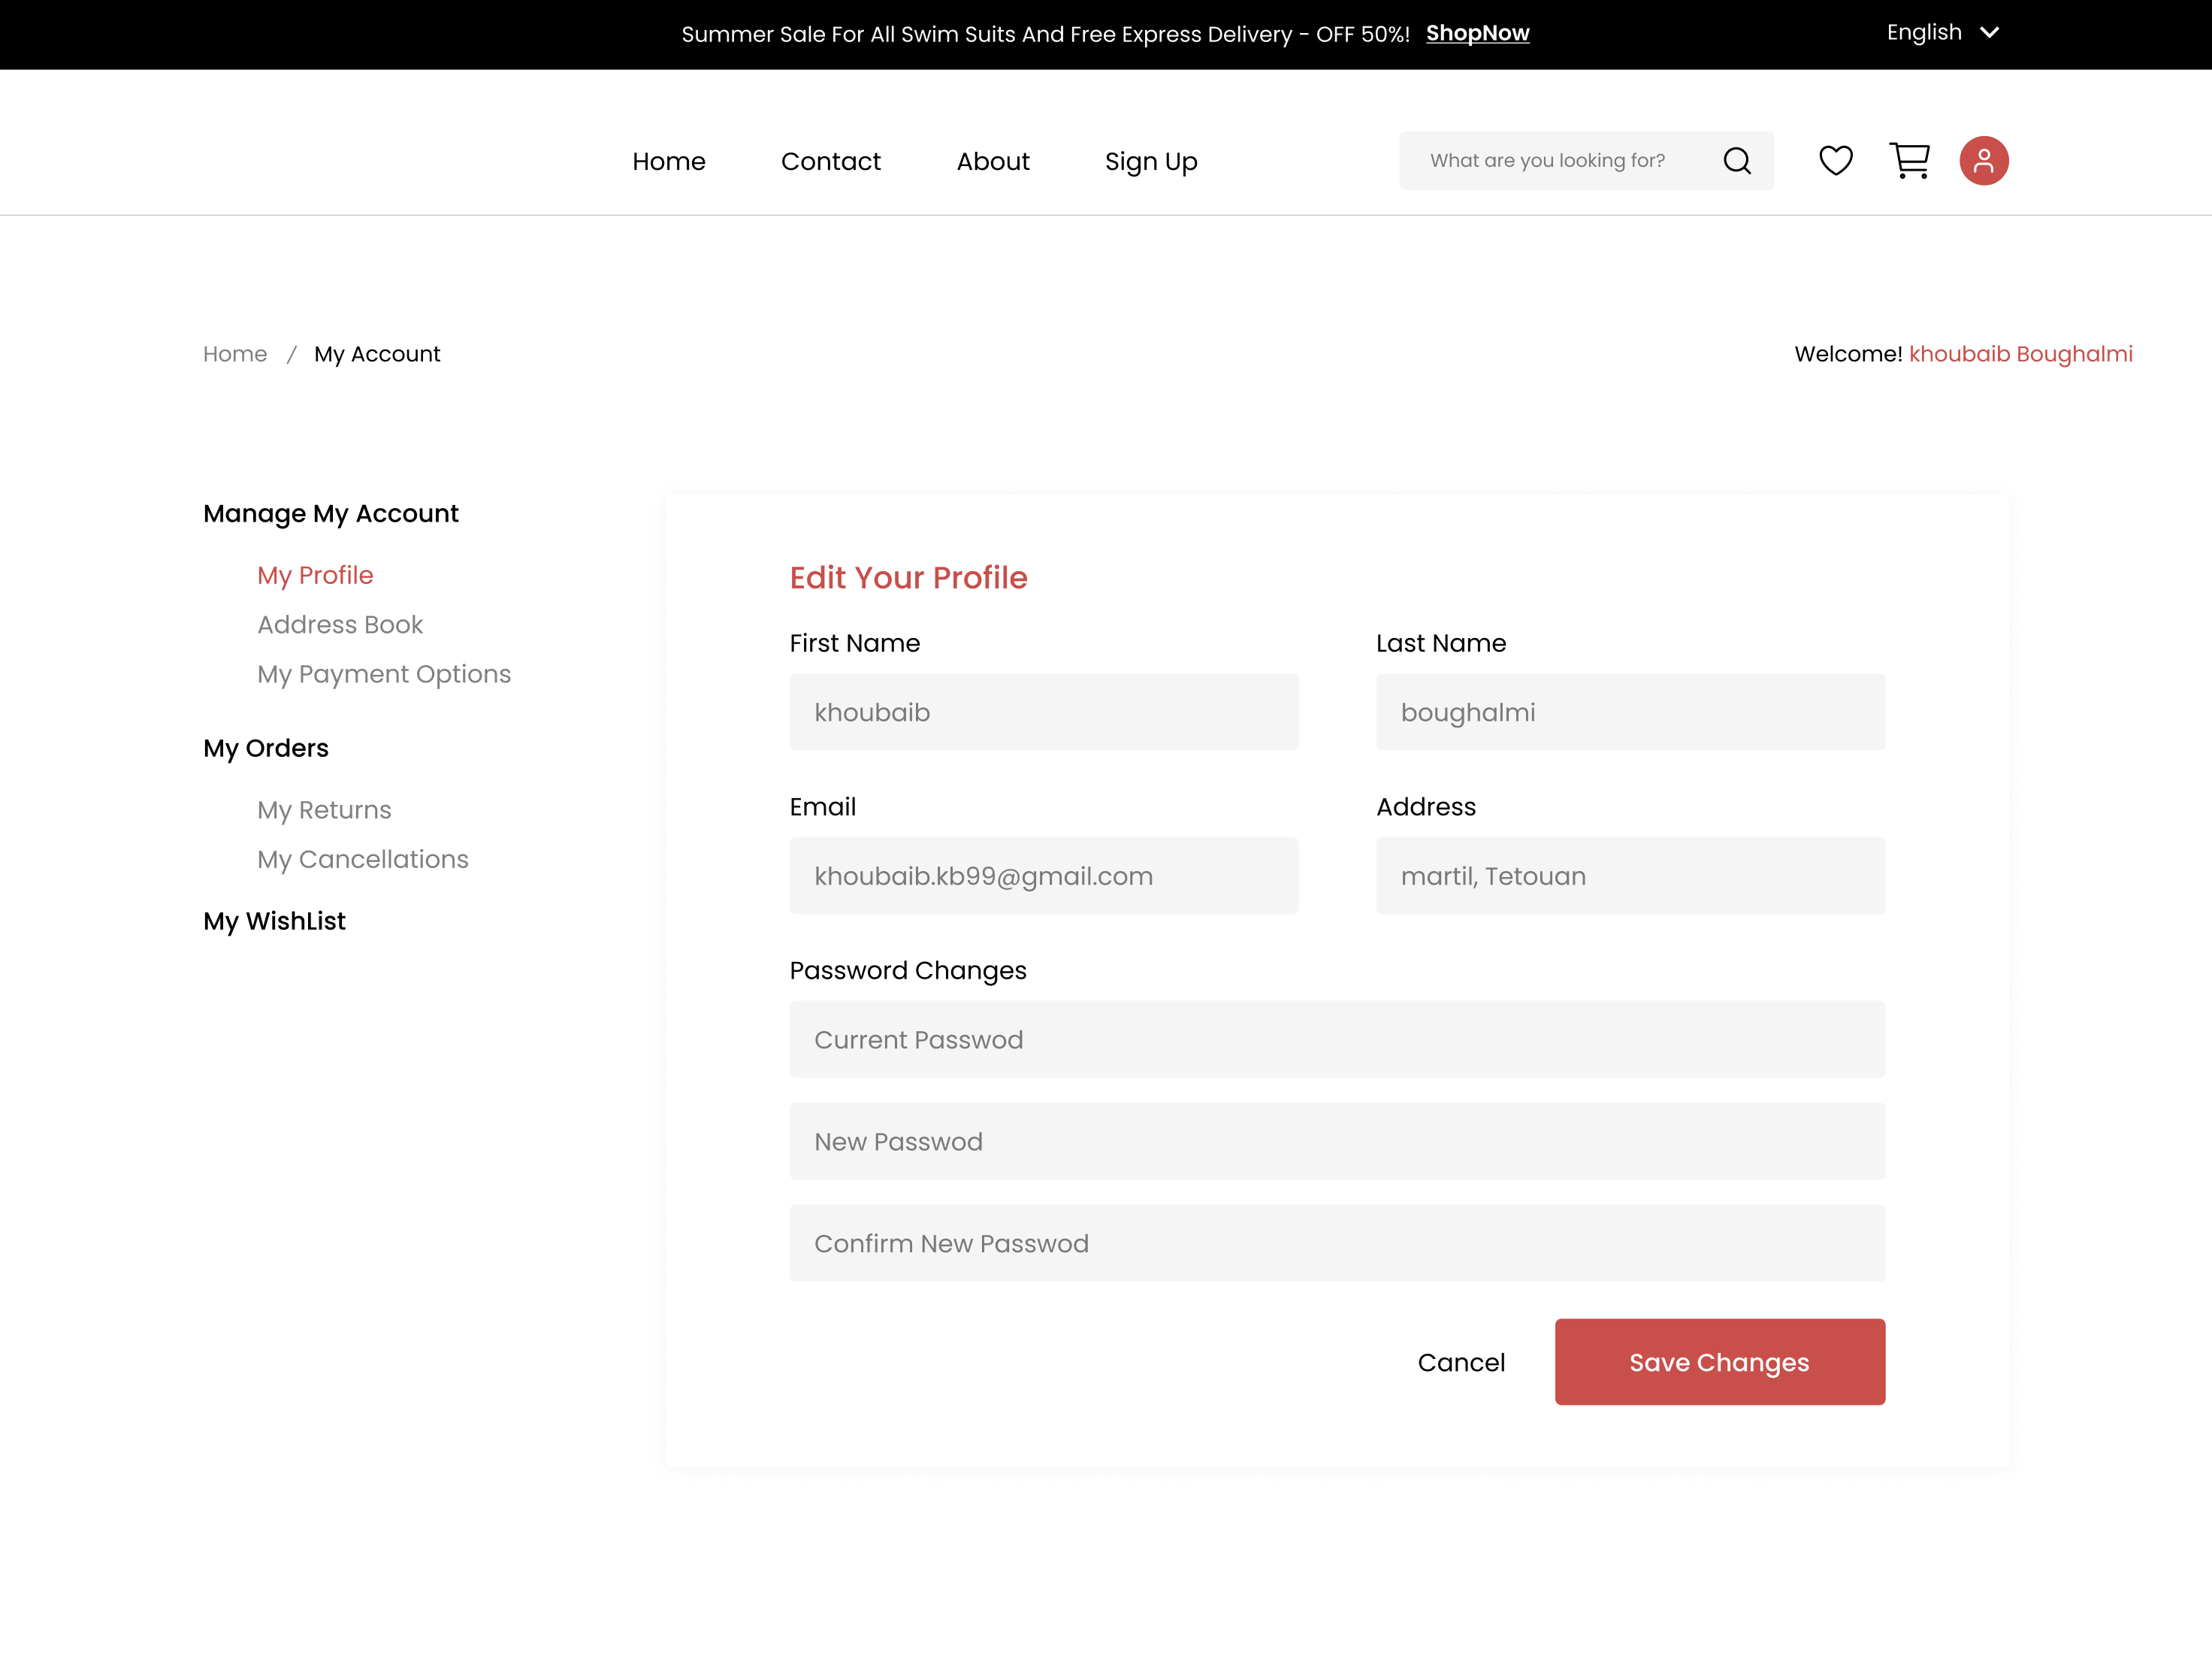 Summer Sale For All Swim Suits And Free Express Delivery - OFF 50%! ShopNow
English
Home Contact About Sign Up
What are you looking for?
Home / My Account
Welcome! khoubaib Boughalmi
Manage My Account
My Profile
Address Book
My Payment Options
My Orders
My Returns
My Cancellations
My WishList
Edit Your Profile
First Name
khoubaib
Last Name
boughalmi
Email
khoubaib.kb99@gmail.com
Address
martil, Tetouan
Password Changes
Current Passwod
New Passwod
Confirm New Passwod
Cancel
Save Changes